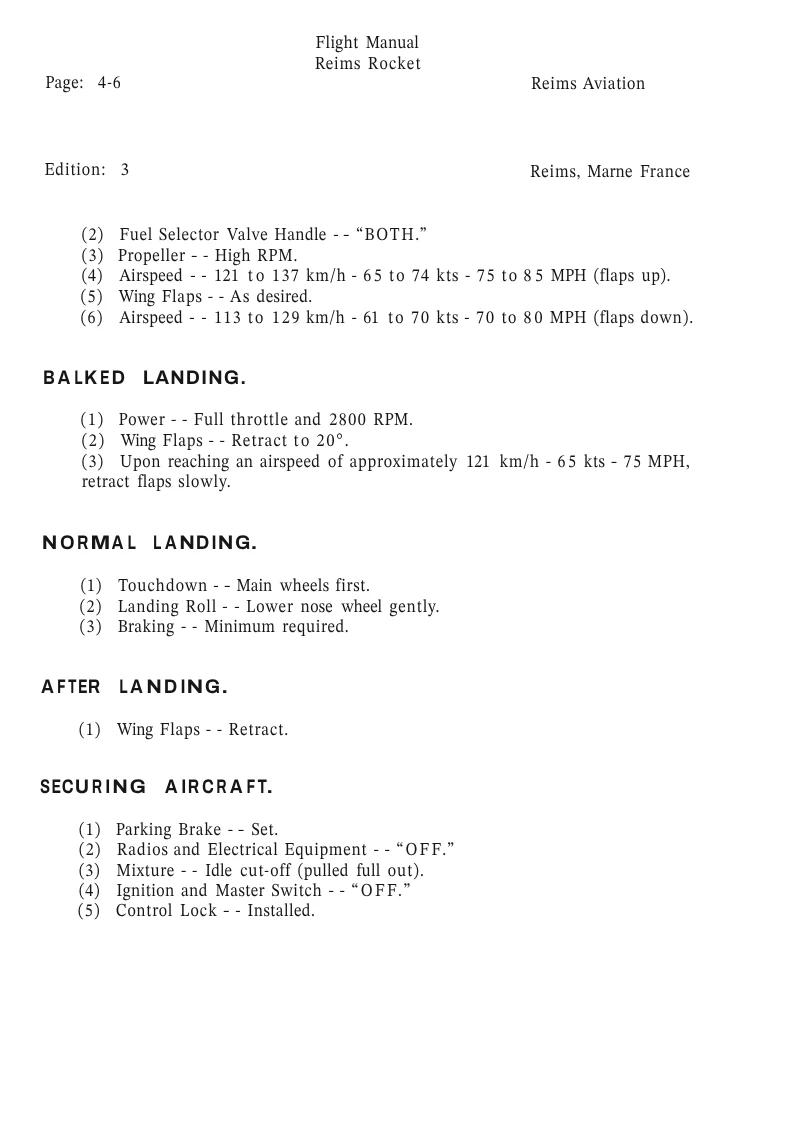 Flight Manual
Reims Rocket
Page: 4-6
Reims Aviation
Edition: 3
Reims, Marne France
(2) Fuel Selector Valve Handle - - “BOTH.”
(3) Propeller - - High RPM.
(4) Airspeed - - 121 to 137 km/h - 65 to 74 kts - 75 to 85 MPH (flaps up).
(5) Wing Flaps - - As desired.
(6) Airspeed - - 113 to 129 km/h - 61 to 70 kts - 70 to 80 MPH (flaps down).
BALKED LANDING.
(1) Power - - Full throttle and 2800 RPM.
(2) Wing Flaps - - Retract to 20°.
(3) Upon reaching an airspeed of approximately 121 km/h - 65 kts - 75 MPH,
retract flaps slowly.
NORMAL LANDING.
(1) Touchdown - - Main wheels first.
(2) Landing Roll - - Lower nose wheel gently.
(3) Braking - - Minimum required.
AFTER LANDING.
(1) Wing Flaps - - Retract.
SECURING AIRCRAFT.
(1) Parking Brake - - Set.
(2) Radios and Electrical Equipment - - “OFF.”
(3) Mixture - - Idle cut-off (pulled full out).
(4) Ignition and Master Switch - - “OFF.”
(5) Control Lock - - Installed.